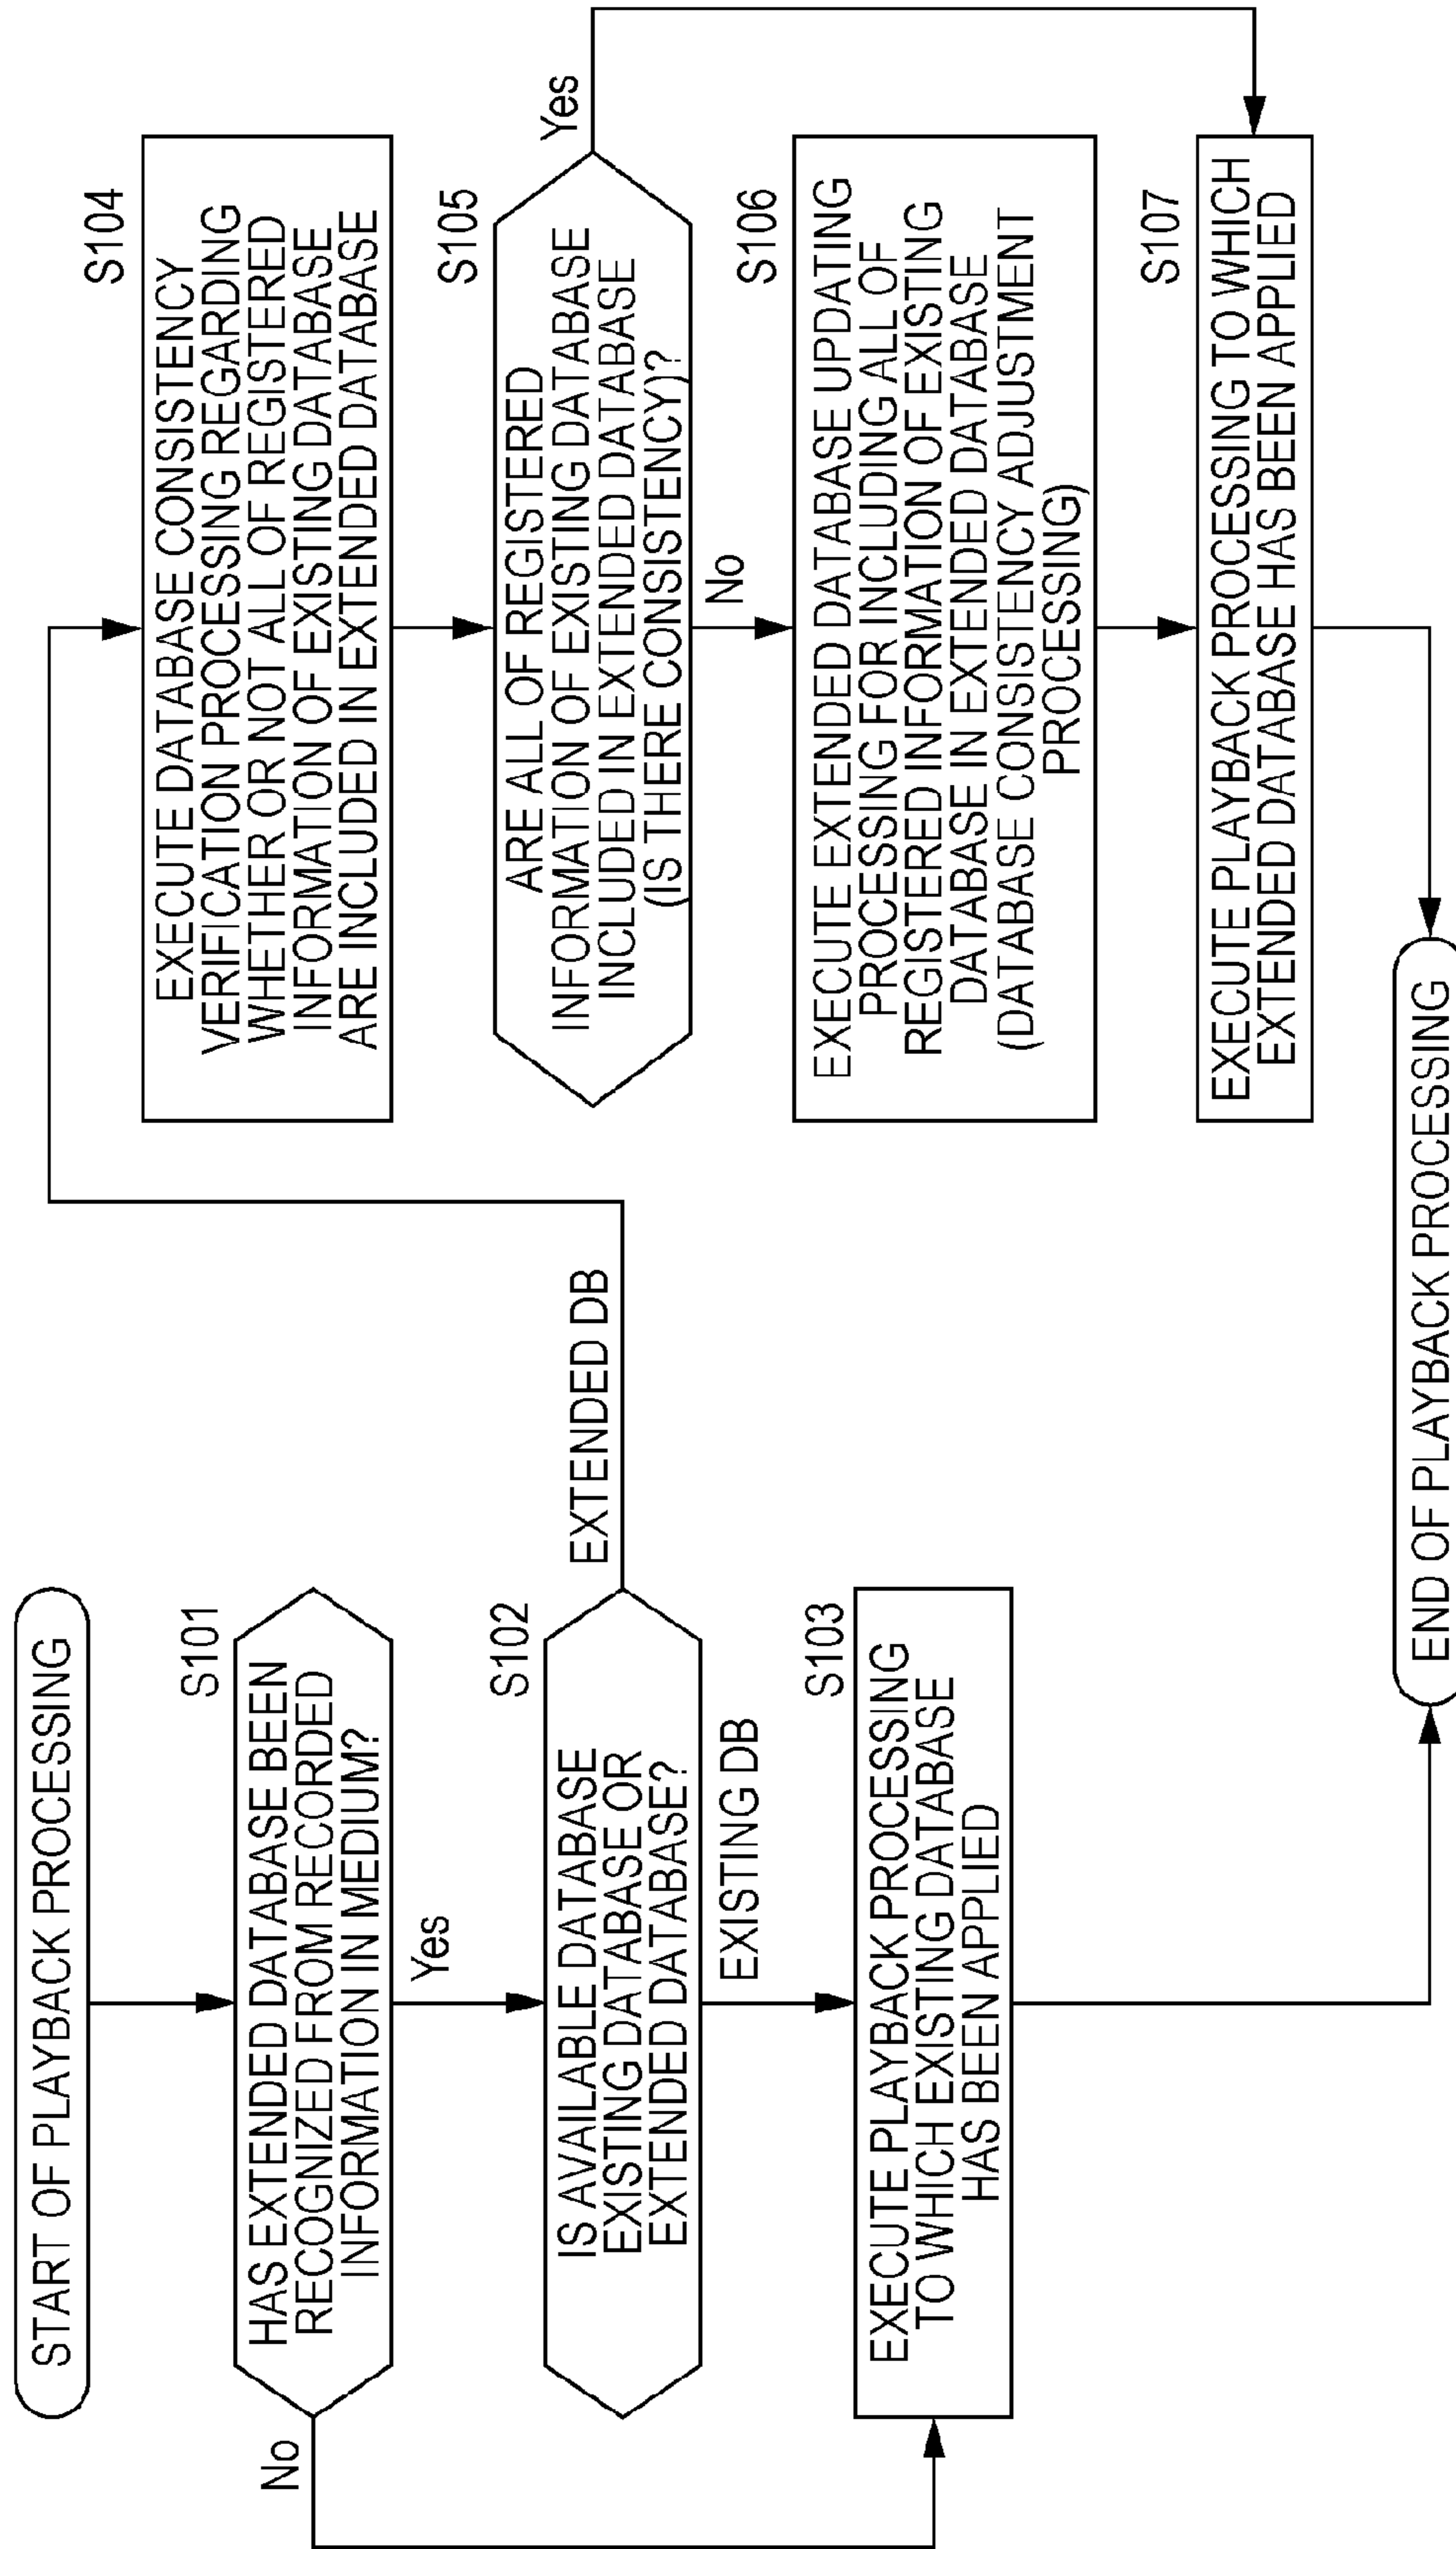 START OF PLAYBACK PROCESSING
S101
HAS EXTENDED DATABASE BEEN
RECOGNIZED FROM RECORDED
INFORMATION IN MEDIUM?
No
Yes
S102
IS AVAILABLE DATABASE
EXISTING DATABASE OR
EXTENDED DATABASE?
EXTENDED DB
EXISTING DB
S103
EXECUTE PLAYBACK PROCESSING
TO WHICH EXISTING DATABASE
HAS BEEN APPLIED
S104
EXECUTE DATABASE CONSISTENCY
VERIFICATION PROCESSING REGARDING
WHETHER OR NOT ALL OF REGISTERED
INFORMATION OF EXISTING DATABASE
ARE INCLUDED IN EXTENDED DATABASE
S105
ARE ALL OF REGISTERED
INFORMATION OF EXISTING DATABASE
INCLUDED IN EXTENDED DATABASE
(IS THERE CONSISTENCY)?
Yes
No
S106
EXECUTE EXTENDED DATABASE UPDATING
PROCESSING FOR INCLUDING ALL OF
REGISTERED INFORMATION OF EXISTING
DATABASE IN EXTENDED DATABASE
(DATABASE CONSISTENCY ADJUSTMENT
PROCESSING)
S107
EXECUTE PLAYBACK PROCESSING TO WHICH
EXTENDED DATABASE HAS BEEN APPLIED
END OF PLAYBACK PROCESSING